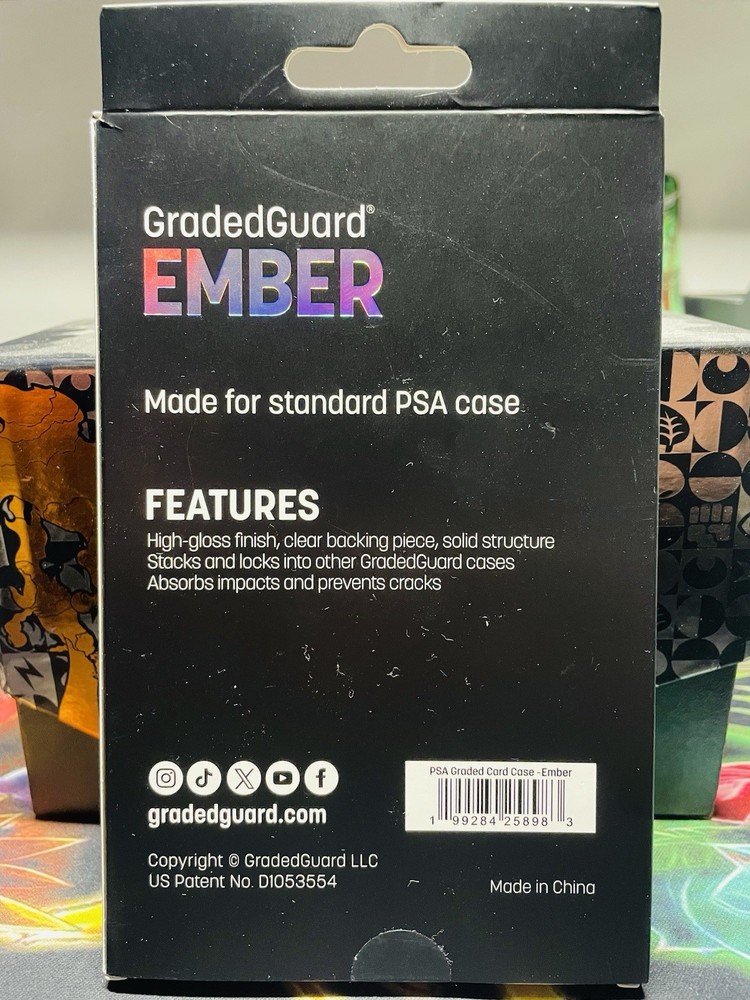 GradedGuard®
EMBER
Made for standard PSA case
FEATURES
High-gloss finish, clear backing piece, solid structure
Stacks and locks into other GradedGuard cases
Absorbs impacts and prevents cracks
gradedguard.com
PSA Graded Card Case -Ember
1 99284 25898 3
Copyright © GradedGuard LLC
US Patent No. D1053554
Made in China